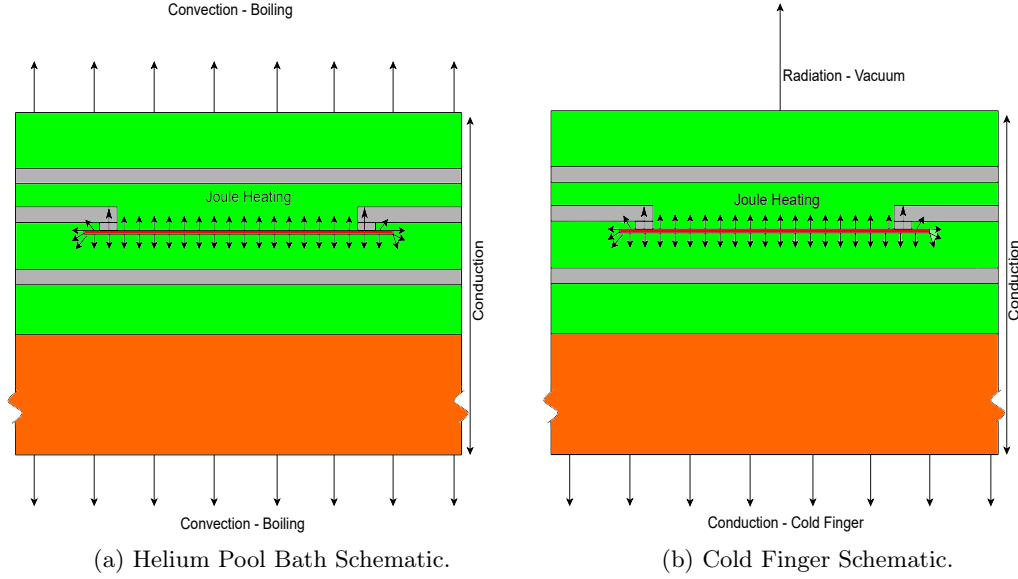 Convection - Boiling
Joule Heating
Conduction
Convection - Boiling
(a) Helium Pool Bath Schematic.
Radiation - Vacuum
Joule Heating
Conduction
Conduction - Cold Finger
(b) Cold Finger Schematic.